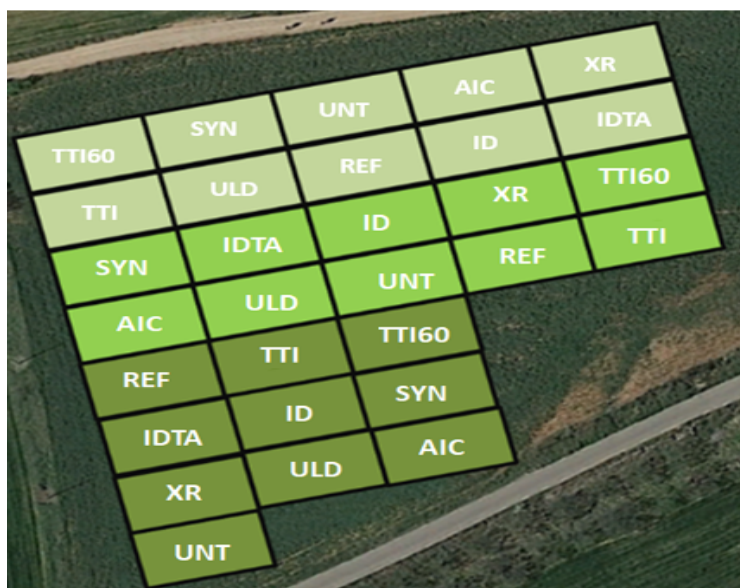 TTI60 SYN UNT AIC XR
TTI ULD REF ID IDTA
SYN IDTA ID XR TTI60
AIC ULD UNT REF TTI
REF TTI TTI60
IDTA ID SYN
XR ULD AIC
UNT